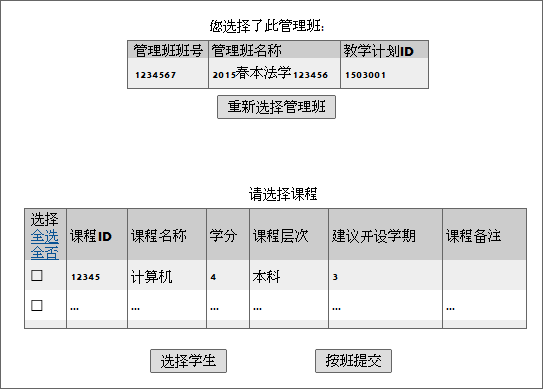 您选择了此管理班：
管理班班号 管理班名称 教学计划ID
1234567 2015春本法学123456 1503001
重新选择管理班
请选择课程
选择 全选 全否 课程ID 课程名称 学分 课程层次 建议开设学期 课程备注
12345 计算机 4 本科 3
... ... ... ... ... ...
选择学生 按班提交